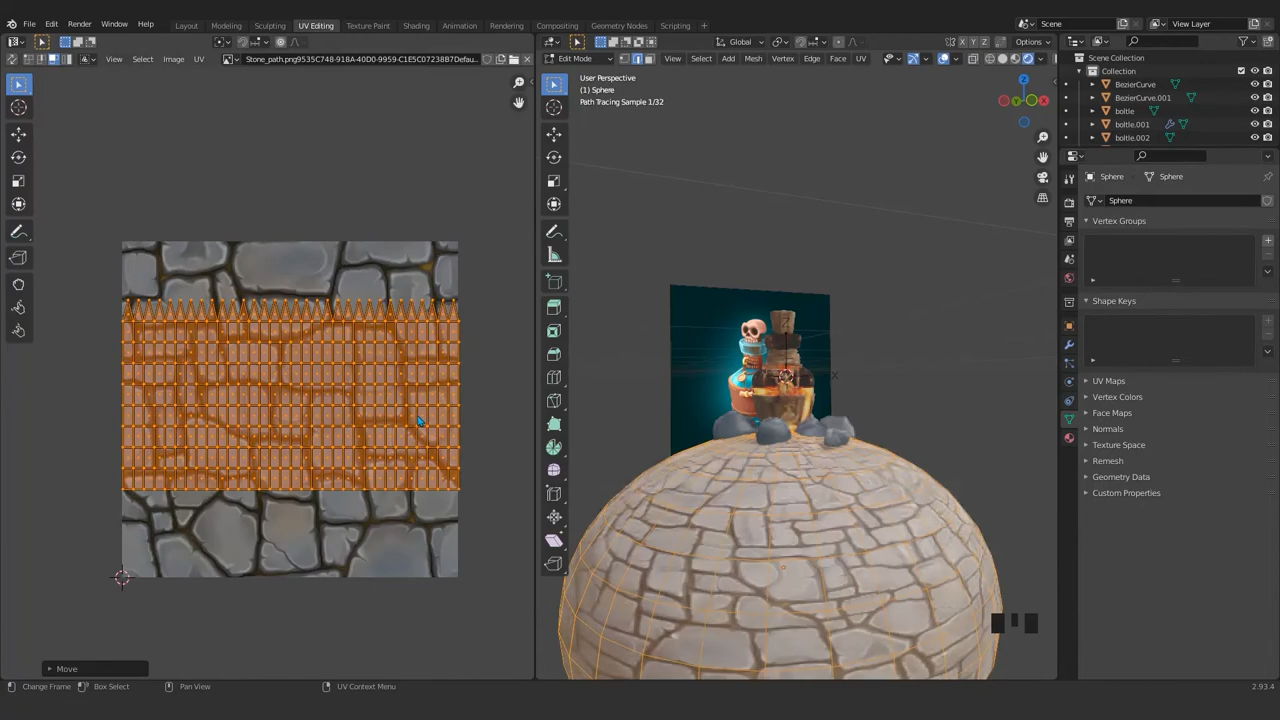 File Edit Render Window Help Layout Modeling Sculpting UV Editing Texture Paint Shading Animation Rendering Compositing Geometry Nodes Scripting + Scene View Layer
Global Options
View Select Image UV Stone_path.png9535C748-918A-40D0-9959-C1E5C07238B7Defau... Edit Mode View Select Add Mesh Vertex Edge Face UV
Scene Collection
Collection
BezierCurve
BezierCurve.001
boltle
boltle.001
boltle.002
User Perspective
(1) Sphere
Path Tracing Sample 1/32
X Y Z
Z
Y X
Sphere Sphere
Sphere
Vertex Groups
Shape Keys
UV Maps
Vertex Colors
Face Maps
Normals
Texture Space
Remesh
Geometry Data
Custom Properties
Move
Change Frame Box Select Pan View UV Context Menu 2.93.4